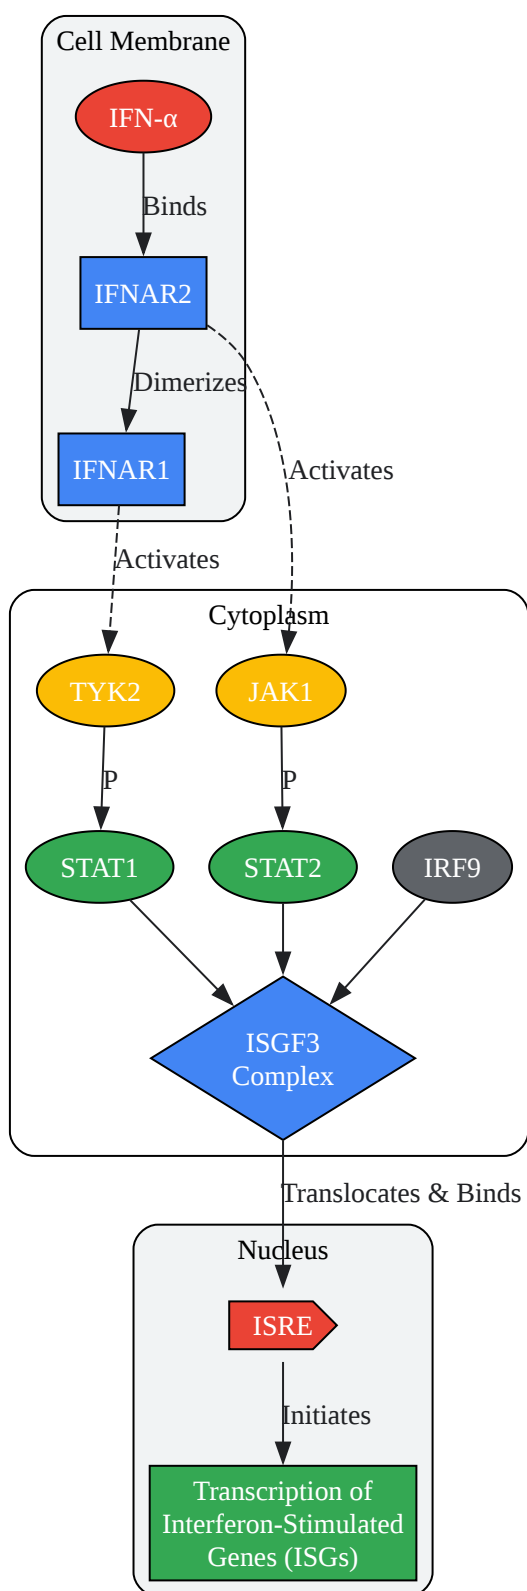 Cell Membrane
IFN-α
Binds
IFNAR2
Dimerizes
IFNAR1
Activates
Activates
Cytoplasm
TYK2
JAK1
P
P
STAT1
STAT2
IRF9
ISGF3
Complex
Translocates & Binds
Nucleus
ISRE
Initiates
Transcription of
Interferon-Stimulated
Genes (ISGs)